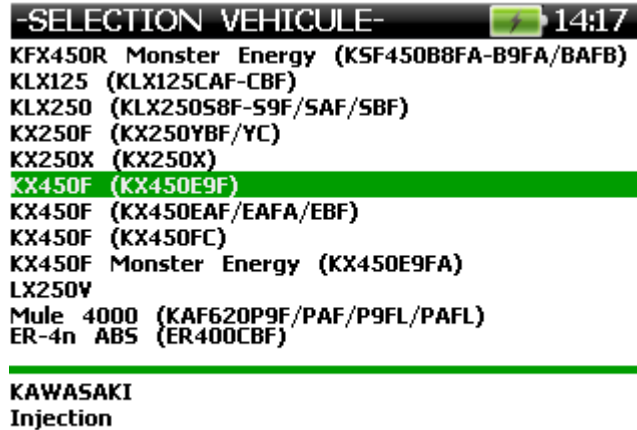 -SELECTION VEHICULE- 14:17
KFX450R Monster Energy (KSF450B8FA-B9FA/BAFB)
KLX125 (KLX125CAF-CBF)
KLX250 (KLX250S8F-S9F/SAF/SBF)
KX250F (KX250YBF/YC)
KX250X (KX250X)
KX450F (KX450E9F)
KX450F (KX450EAF/EAFA/EBF)
KX450F (KX450FC)
KX450F Monster Energy (KX450E9FA)
LX250V
Mule 4000 (KAF620P9F/PAF/P9FL/PAFL)
ER-4n ABS (ER400CBF)
KAWASAKI
Injection